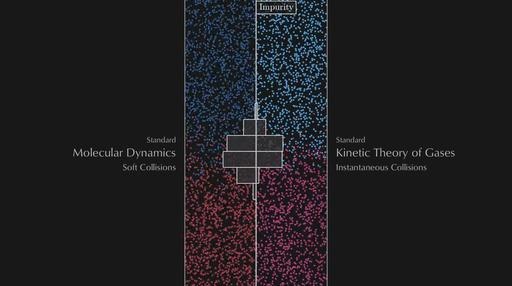 Impurity
Standard
Molecular Dynamics
Soft Collisions
Standard
Kinetic Theory of Gases
Instantaneous Collisions